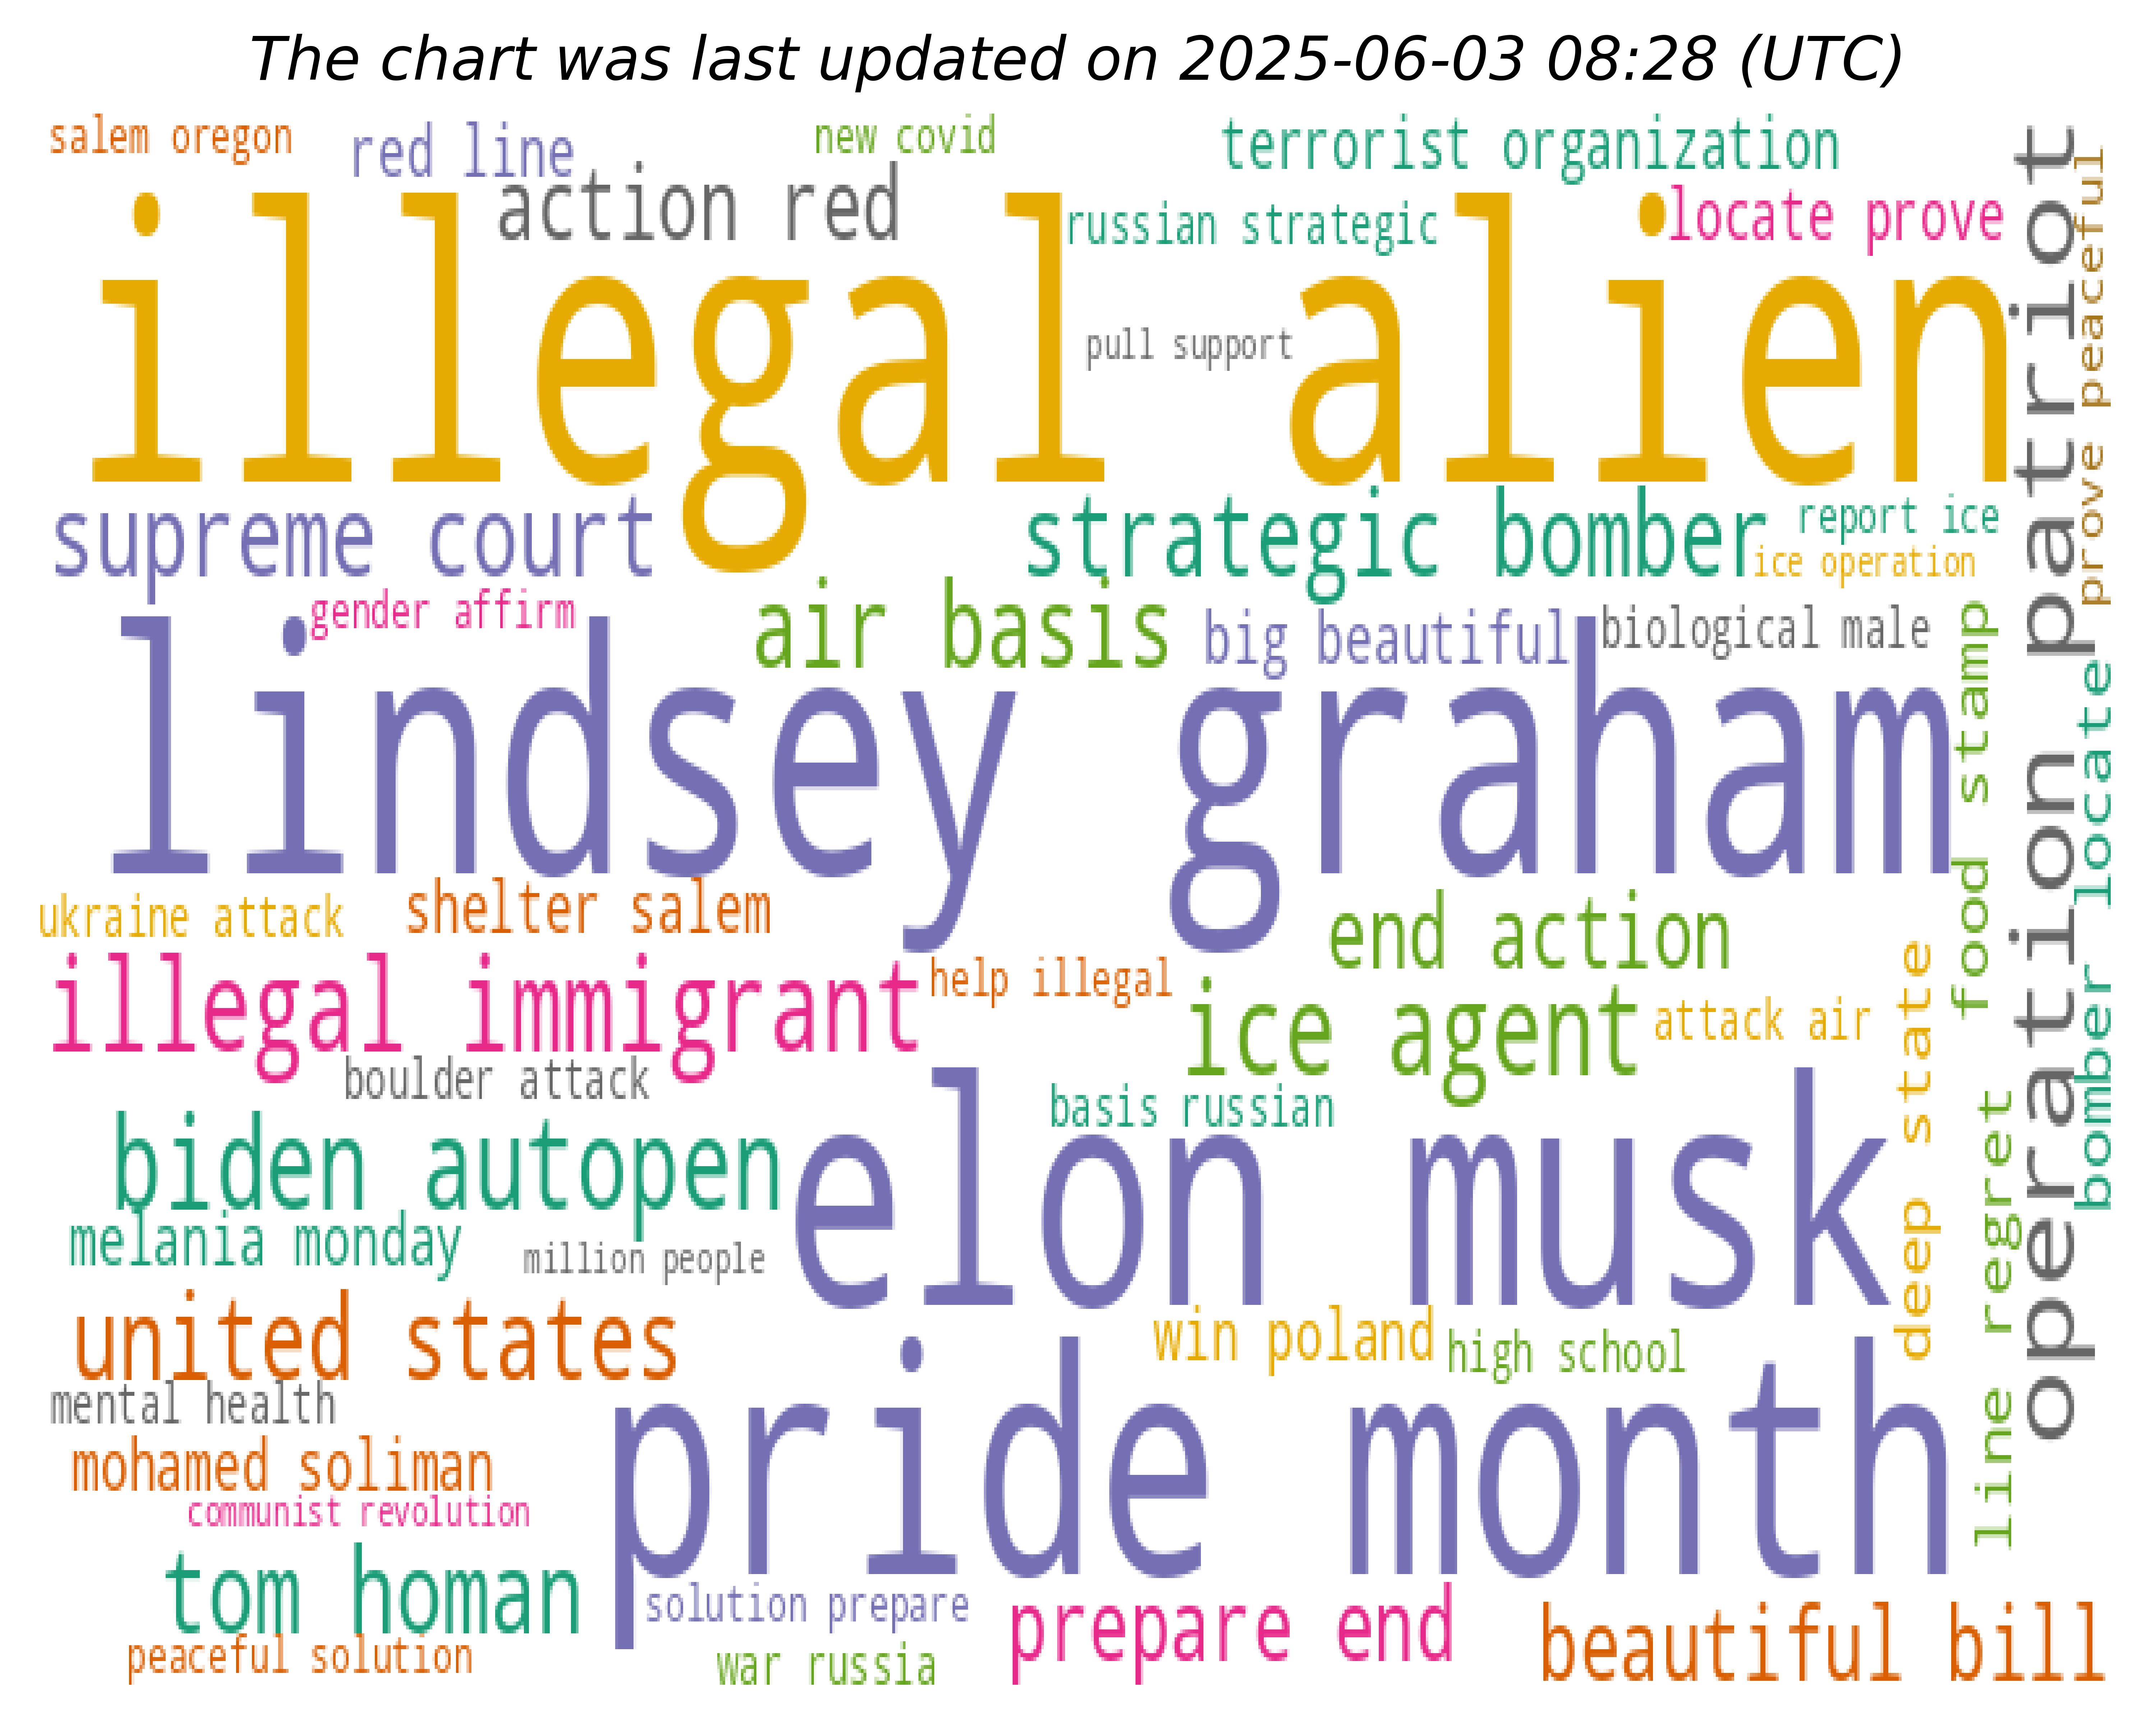 The chart was last updated on 2025-06-03 08:28 (UTC)
salem oregon
red line
new covid
terrorist organization
action red
russian strategic
locate prove
illegal alien
pull support
operation patriot
prove peaceful
supreme court
strategic bomber
report ice
ice operation
gender affirm
air basis
big beautiful
biological male
food stamp
bomber locate
lindsey graham
ukraine attack
shelter salem
end action
illegal immigrant
help illegal
ice agent
attack air
deep state
boulder attack
basis russian
line regret
biden autopen
elon musk
melania monday
million people
united states
win poland
high school
mental health
pride month
mohamed soliman
communist revolution
tom homan
solution prepare
prepare end
beautiful bill
peaceful solution
war russia